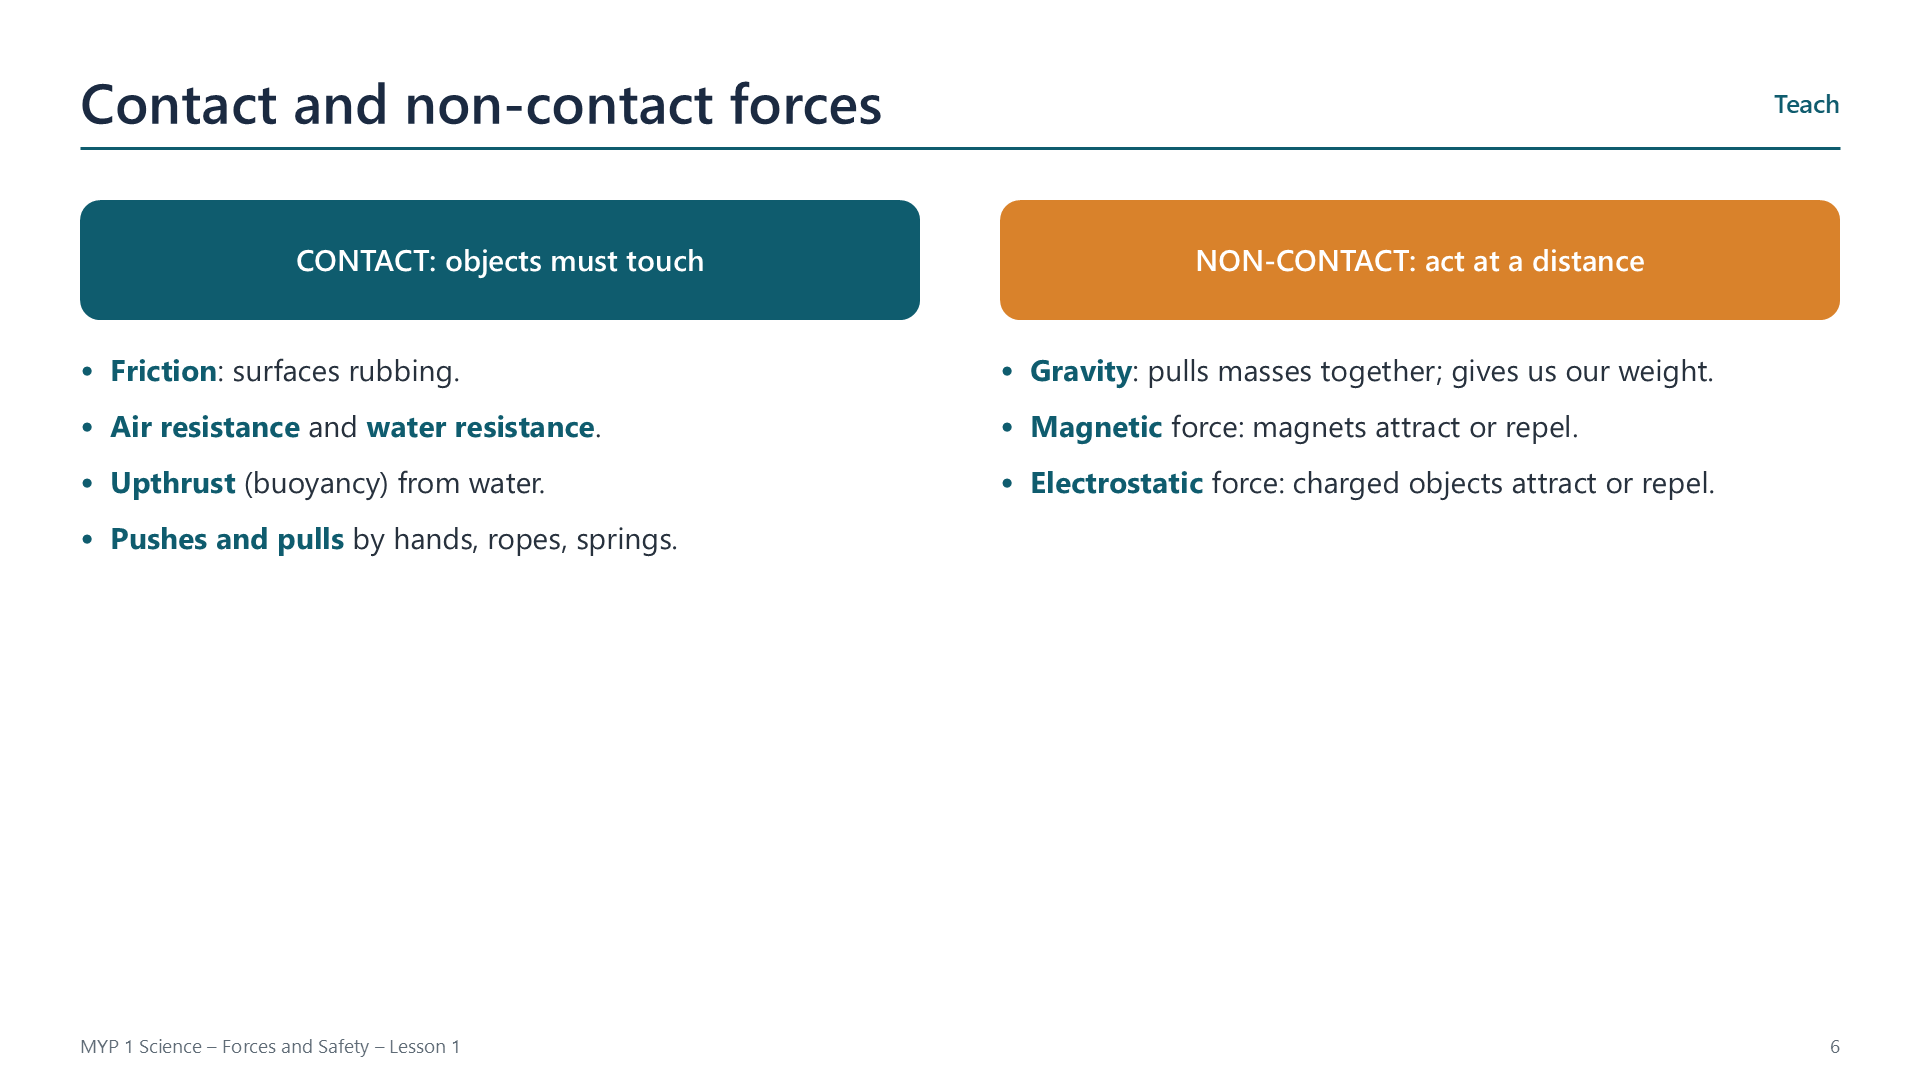 Contact and non-contact forces
Teach
CONTACT: objects must touch
• Friction: surfaces rubbing.
• Air resistance and water resistance.
• Upthrust (buoyancy) from water.
• Pushes and pulls by hands, ropes, springs.
NON-CONTACT: act at a distance
• Gravity: pulls masses together; gives us our weight.
• Magnetic force: magnets attract or repel.
• Electrostatic force: charged objects attract or repel.
MYP 1 Science – Forces and Safety – Lesson 1
6